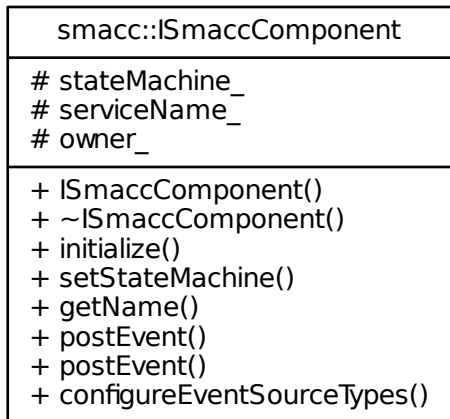 smacc::ISmaccComponent
# stateMachine_
# serviceName_
# owner_
+ ISmaccComponent()
+ ~ISmaccComponent()
+ initialize()
+ setStateMachine()
+ getName()
+ postEvent()
+ postEvent()
+ configureEventSourceTypes()